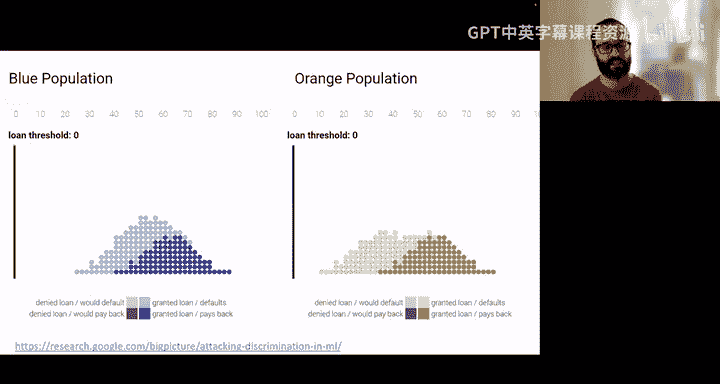 GPT中英字幕课程资源
Blue Population
Orange Population
0 10 20 30 40 50 60 70 80 90 100
0 10 20 30 40 50 60 70 80 90
loan threshold: 0
loan threshold: 0
denied loan / would default granted loan / defaults
denied loan / would pay back granted loan / pays back
denied loan / would default granted loan / defaults
denied loan / would pay back granted loan / pays back
https://research.google.com/bigpicture/attacking-discrimination-in-ml/